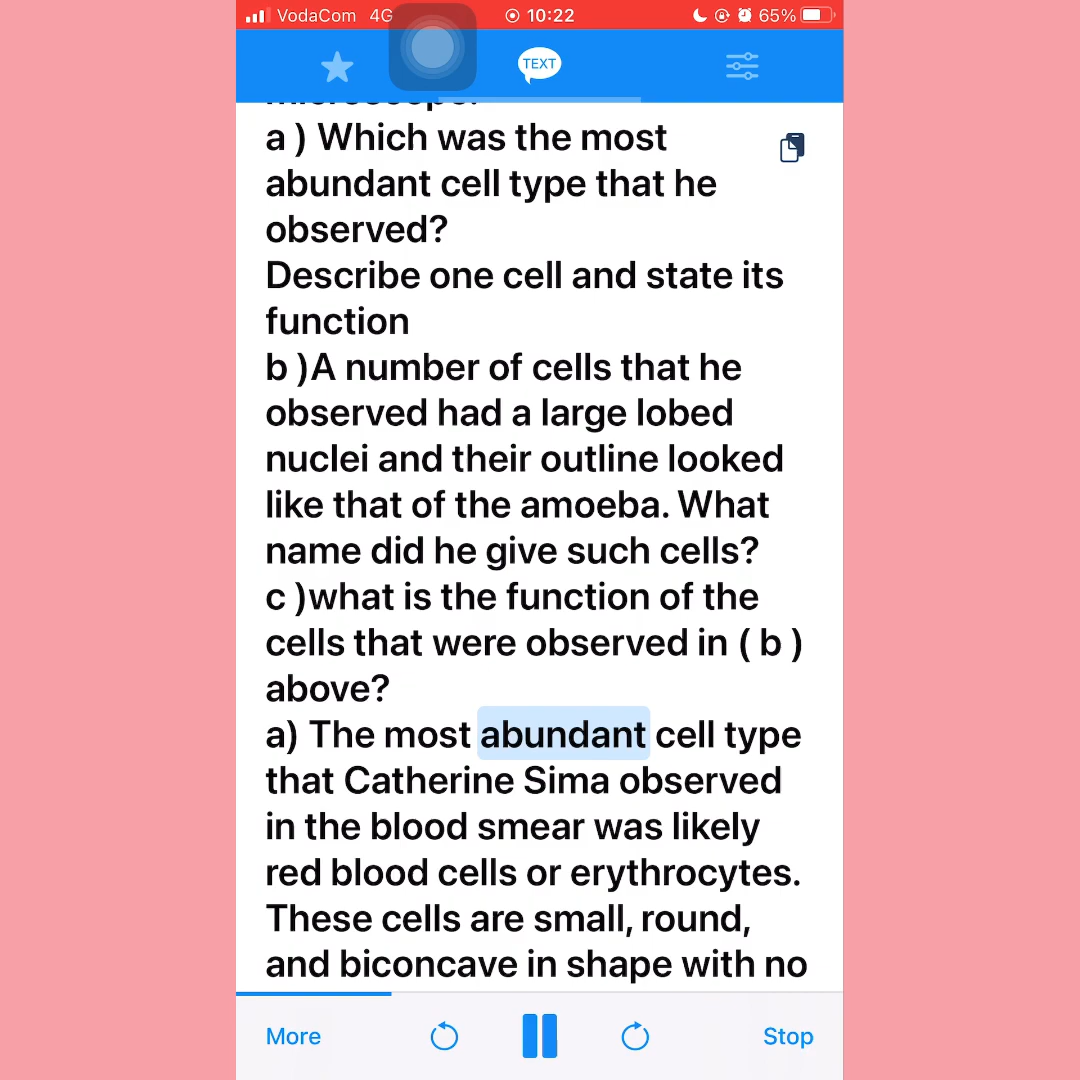 VodaCom 4G 10:22 65%
TEXT
a ) Which was the most
abundant cell type that he
observed?
Describe one cell and state its
function
b )A number of cells that he
observed had a large lobed
nuclei and their outline looked
like that of the amoeba. What
name did he give such cells?
c )what is the function of the
cells that were observed in ( b )
above?
a) The most abundant cell type
that Catherine Sima observed
in the blood smear was likely
red blood cells or erythrocytes.
These cells are small, round,
and biconcave in shape with no
More Stop